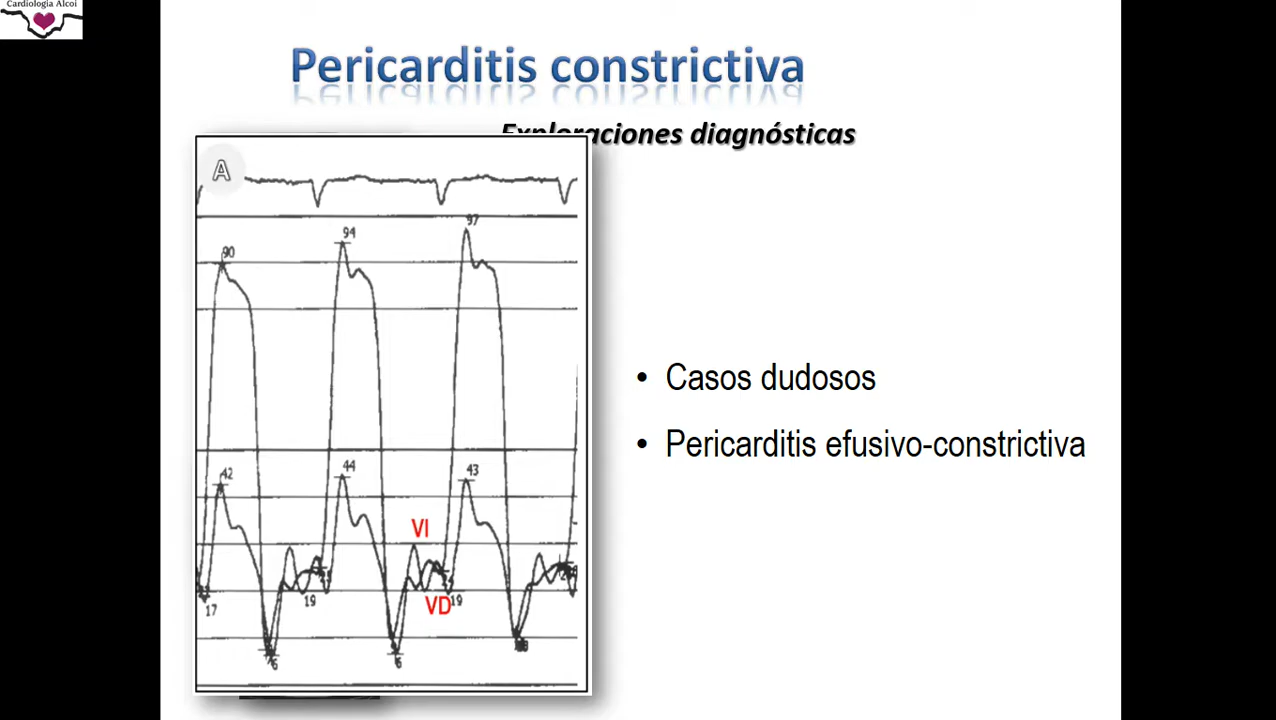 Cardiología Alcoi
Pericarditis constrictiva
Exploraciones diagnósticas
A
97
94
90
42
44
43
VI
VD
17
19
19
6
6
• Casos dudosos
• Pericarditis efusivo-constrictiva